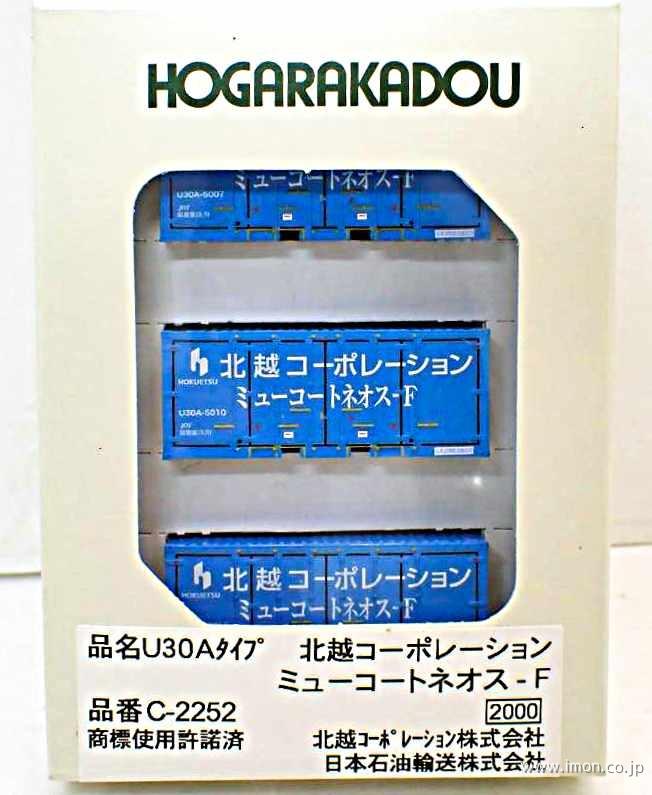 HOGARAKADOU
ミューコートネオス-F
U30A-5007
JOT
北越コーポレーション
HOKUETSU
ミューコートネオス-F
U30A-5010
JOT
北越コーポレーション
HOKUETSU
ミューコートネオス-F
品名U30Aﾀｲﾌﾟ 北越コーポレーション
ミューコートネオス-F
品番C-2252 2000
商標使用許諾済 北越ｺｰﾎﾟﾚｰｼｮﾝ株式会社
日本石油輸送株式会社
www.imon.co.jp